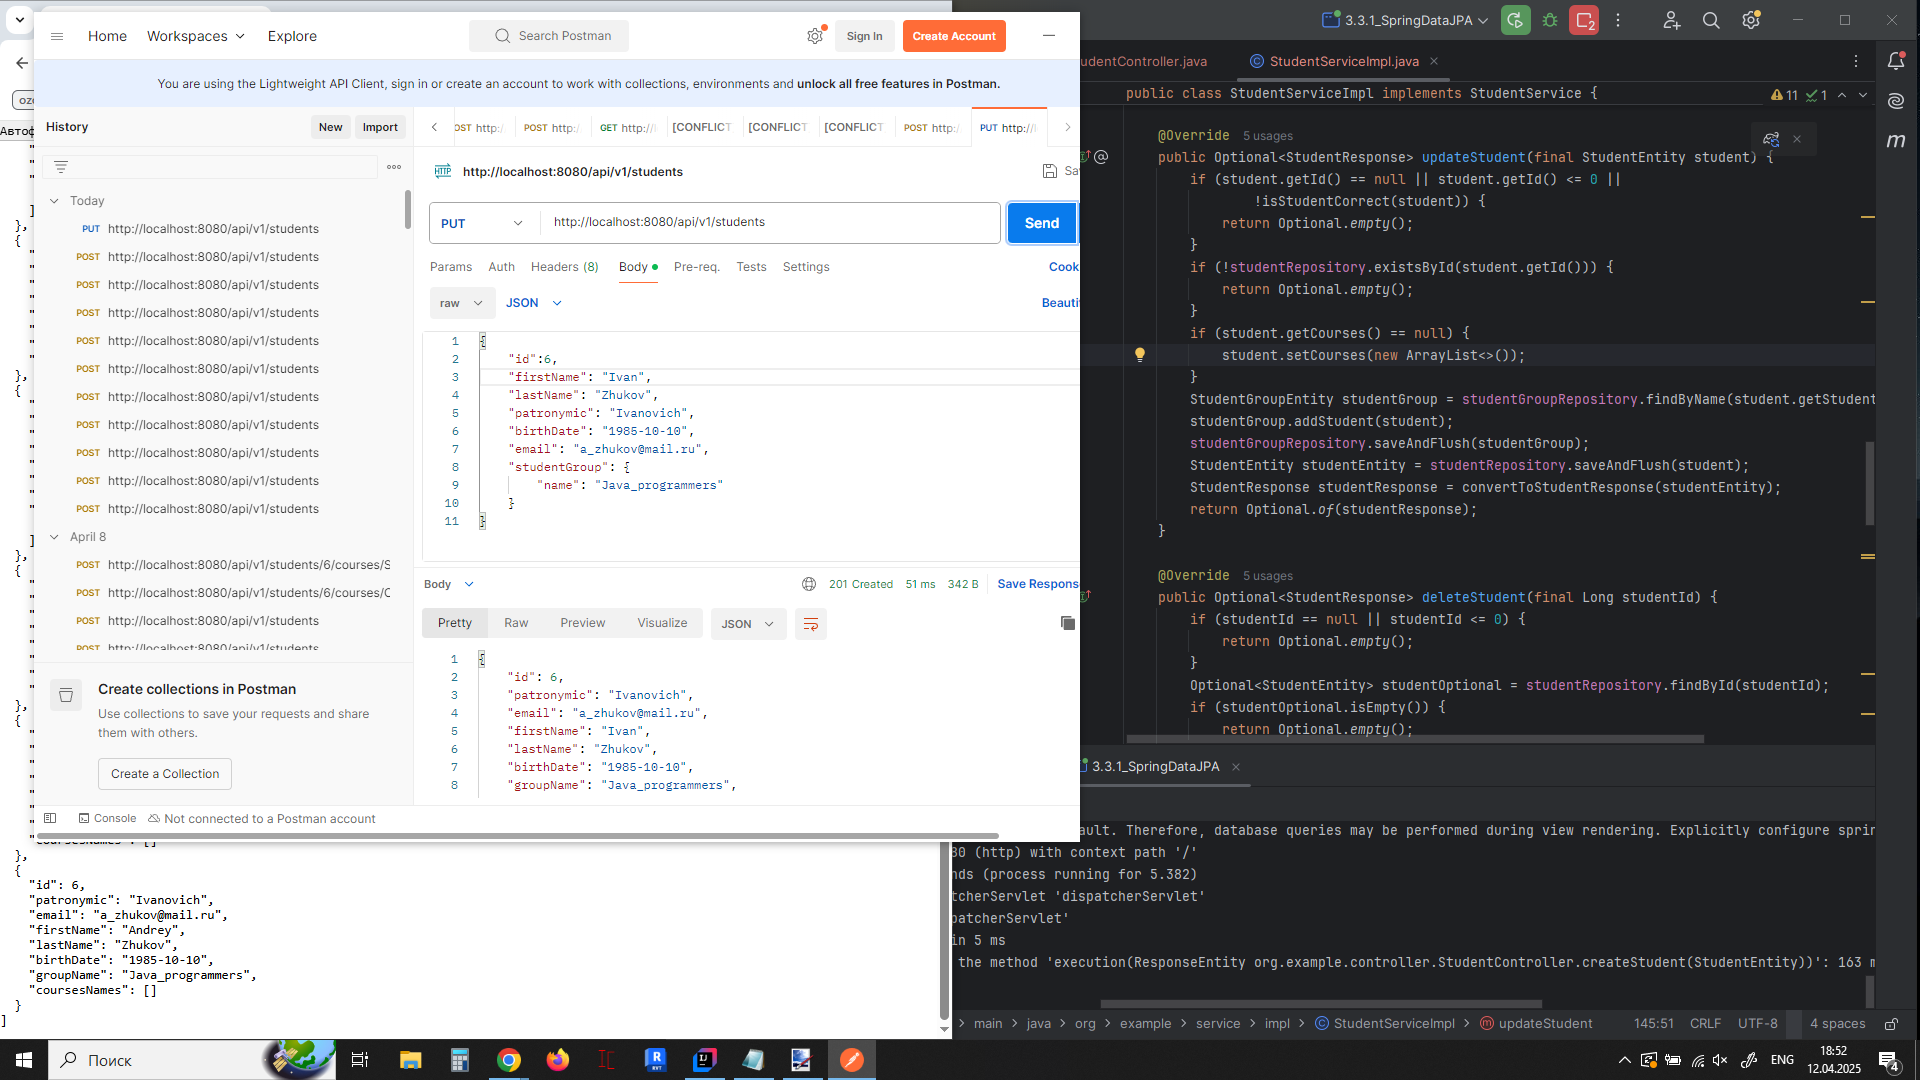 Home
Workspaces
Explore
Search Postman
Sign In
Create Account
You are using the Lightweight API Client, sign in or create an account to work with collections, environments and unlock all free features in Postman.
History
New
Import
OST http:/
POST http:/
GET http://
[CONFLICT
[CONFLICT
[CONFLICT
POST http:/
PUT http://
Today
PUT http://localhost:8080/api/v1/students
POST http://localhost:8080/api/v1/students
POST http://localhost:8080/api/v1/students
POST http://localhost:8080/api/v1/students
POST http://localhost:8080/api/v1/students
POST http://localhost:8080/api/v1/students
POST http://localhost:8080/api/v1/students
POST http://localhost:8080/api/v1/students
POST http://localhost:8080/api/v1/students
POST http://localhost:8080/api/v1/students
POST http://localhost:8080/api/v1/students
April 8
POST http://localhost:8080/api/v1/students/6/courses/S
POST http://localhost:8080/api/v1/students/6/courses/C
POST http://localhost:8080/api/v1/students
POST http://localhost:8080/api/v1/students
Create collections in Postman
Use collections to save your requests and share
them with others.
Create a Collection
HTTP http://localhost:8080/api/v1/students
Sav
PUT
http://localhost:8080/api/v1/students
Send
Params
Auth
Headers (8)
Body
Pre-req.
Tests
Settings
Cook
raw
JSON
Beauti
1 {
2 "id":6,
3 "firstName": "Ivan",
4 "lastName": "Zhukov",
5 "patronymic": "Ivanovich",
6 "birthDate": "1985-10-10",
7 "email": "a_zhukov@mail.ru",
8 "studentGroup": {
9 "name": "Java_programmers"
10 }
11 }
Body
201 Created
51 ms
342 B
Save Respons
Pretty
Raw
Preview
Visualize
JSON
1 {
2 "id": 6,
3 "patronymic": "Ivanovich",
4 "email": "a_zhukov@mail.ru",
5 "firstName": "Ivan",
6 "lastName": "Zhukov",
7 "birthDate": "1985-10-10",
8 "groupName": "Java_programmers",
Console
Not connected to a Postman account
oz
Автоф
]
},
{
},
{
]
},
{
},
{
"coursesNames": []
},
{
"id": 6,
"patronymic": "Ivanovich",
"email": "a_zhukov@mail.ru",
"firstName": "Andrey",
"lastName": "Zhukov",
"birthDate": "1985-10-10",
"groupName": "Java_programmers",
"coursesNames": []
}
]
3.3.1_SpringDataJPA
2
udentController.java
StudentServiceImpl.java
public class StudentServiceImpl implements StudentService {
11
1
@Override 5 usages
public Optional<StudentResponse> updateStudent(final StudentEntity student) {
if (student.getId() == null || student.getId() <= 0 ||
!isStudentCorrect(student)) {
return Optional.empty();
}
if (!studentRepository.existsById(student.getId())) {
return Optional.empty();
}
if (student.getCourses() == null) {
student.setCourses(new ArrayList<>());
}
StudentGroupEntity studentGroup = studentGroupRepository.findByName(student.getStudent
studentGroup.addStudent(student);
studentGroupRepository.saveAndFlush(studentGroup);
StudentEntity studentEntity = studentRepository.saveAndFlush(student);
StudentResponse studentResponse = convertToStudentResponse(studentEntity);
return Optional.of(studentResponse);
}
@Override 5 usages
public Optional<StudentResponse> deleteStudent(final Long studentId) {
if (studentId == null || studentId <= 0) {
return Optional.empty();
}
Optional<StudentEntity> studentOptional = studentRepository.findById(studentId);
if (studentOptional.isEmpty()) {
return Optional.empty();
3.3.1_SpringDataJPA
ault. Therefore, database queries may be performed during view rendering. Explicitly configure sprin
80 (http) with context path '/'
nds (process running for 5.382)
tcherServlet 'dispatcherServlet'
patcherServlet'
in 5 ms
the method 'execution(ResponseEntity org.example.controller.StudentController.createStudent(StudentEntity))': 163 m
main
java
org
example
service
impl
StudentServiceImpl
updateStudent
145:51
CRLF
UTF-8
4 spaces
Поиск
ENG
18:52
12.04.2025
4